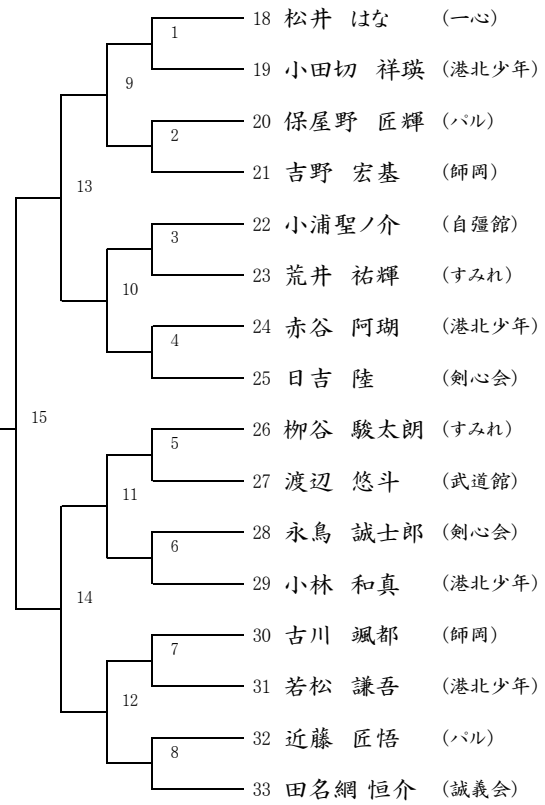 18 松井 はな (一心)
19 小田切 祥瑛 (港北少年)
20 保屋野 匠輝 (パル)
21 吉野 宏基 (師岡)
22 小浦聖ノ介 (自彊館)
23 荒井 祐輝 (すみれ)
24 赤谷 阿瑚 (港北少年)
25 日吉 陸 (剣心会)
26 栁谷 駿太朗 (すみれ)
27 渡辺 悠斗 (武道館)
28 永鳥 誠士郎 (剣心会)
29 小林 和真 (港北少年)
30 古川 颯都 (師岡)
31 若松 謙吾 (港北少年)
32 近藤 匠悟 (パル)
33 田名網 恒介 (誠義会)
1
2
3
4
5
6
7
8
9
10
11
12
13
14
15